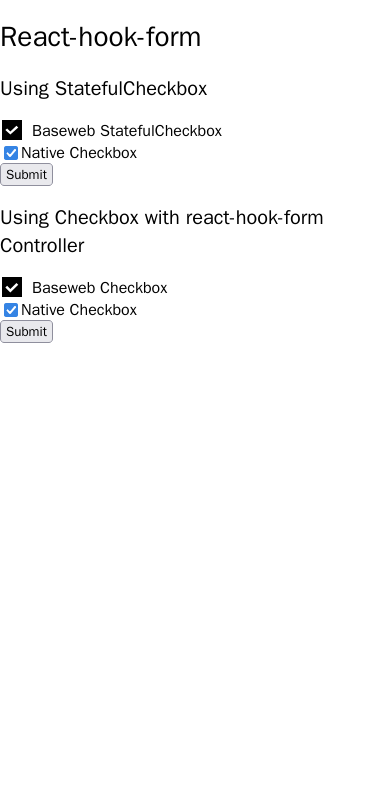 React-hook-form
Using StatefulCheckbox
Baseweb StatefulCheckbox
Native Checkbox
Submit
Using Checkbox with react-hook-form
Controller
Baseweb Checkbox
Native Checkbox
Submit